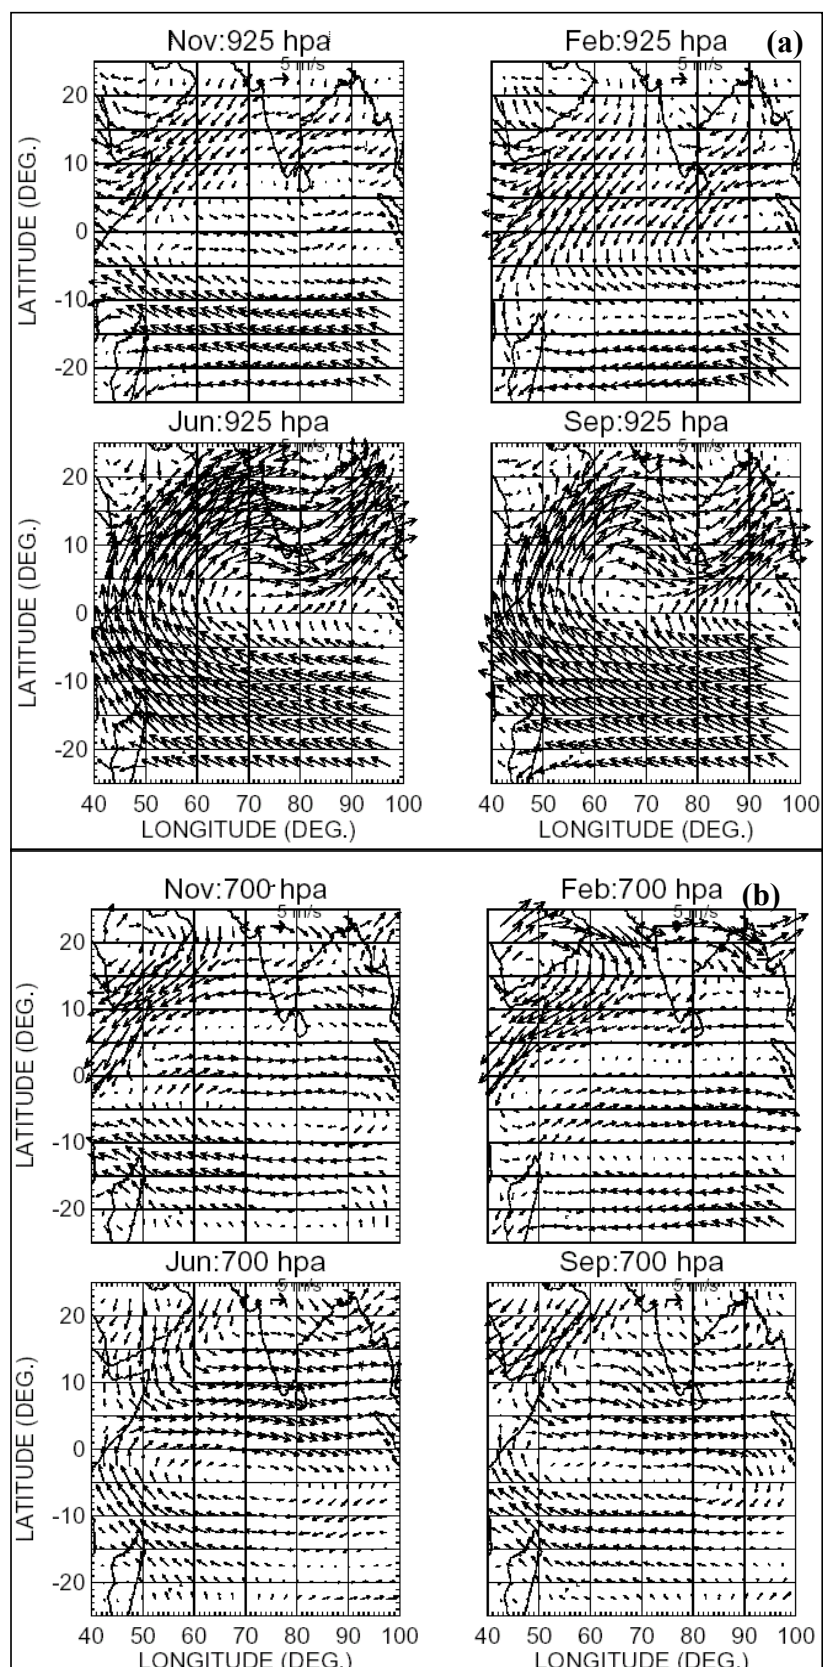 Nov:925 hpa
Feb:925 hpa
(a)
5 m/s
5 m/s
LATITUDE (DEG.)
20
10
0
-10
-20
Jun:925 hpa
Sep:925 hpa
5 m/s
5 m/s
LATITUDE (DEG.)
20
10
0
-10
-20
40 50 60 70 80 90 100
40 50 60 70 80 90 100
LONGITUDE (DEG.)
LONGITUDE (DEG.)
Nov:700 hpa
Feb:700 hpa
(b)
5 m/s
5 m/s
LATITUDE (DEG.)
20
10
0
-10
-20
Jun:700 hpa
Sep:700 hpa
5 m/s
5 m/s
LATITUDE (DEG.)
20
10
0
-10
-20
40 50 60 70 80 90 100
40 50 60 70 80 90 100
LONGITUDE (DEG.)
LONGITUDE (DEG.)